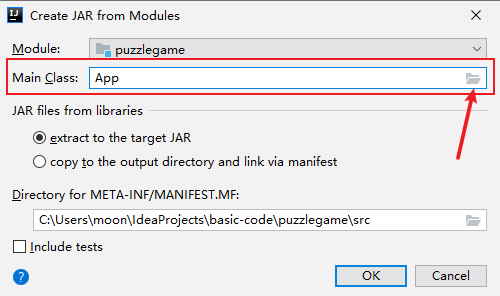 Create JAR from Modules
Module: puzzlegame
Main Class: App
JAR files from libraries
extract to the target JAR
copy to the output directory and link via manifest
Directory for META-INF/MANIFEST.MF:
C:\Users\moon\IdeaProjects\basic-code\puzzlegame\src
Include tests
? OK Cancel